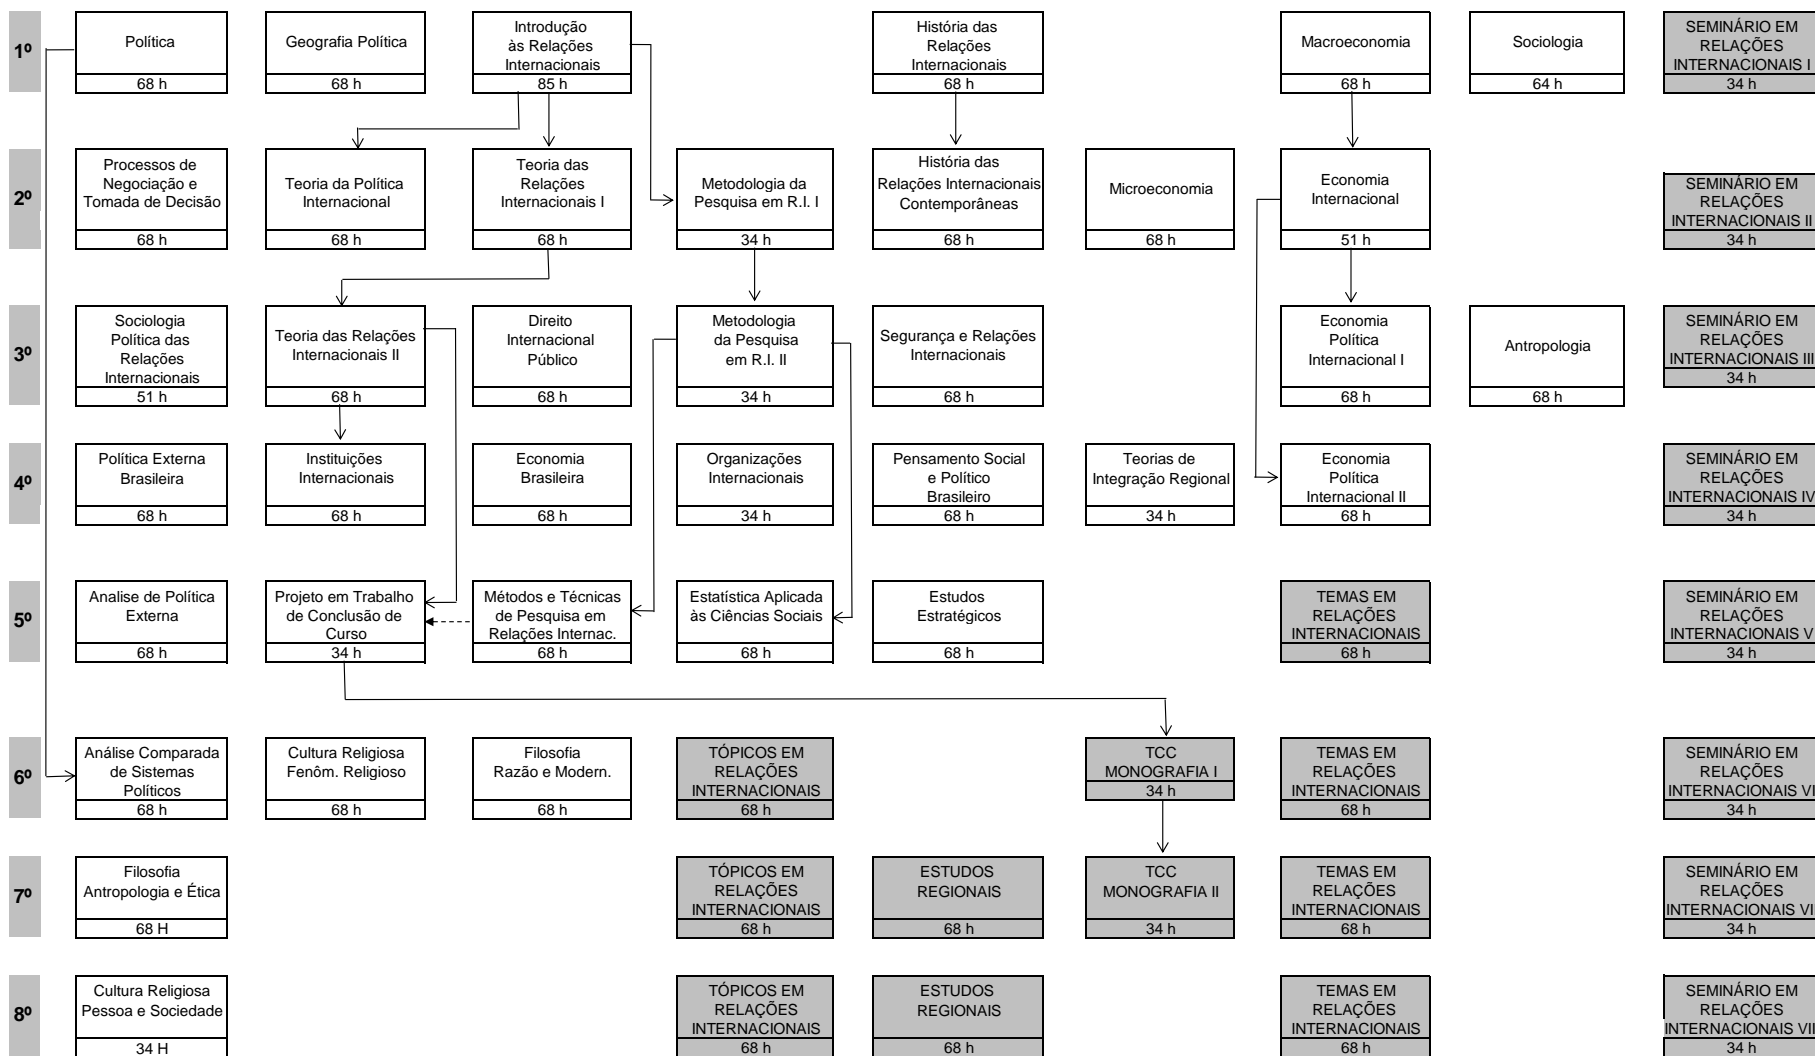 1º
Política
68 h
Geografia Política
68 h
Introdução
às Relações
Internacionais
85 h
História das
Relações
Internacionais
68 h
Macroeconomia
68 h
Sociologia
64 h
SEMINÁRIO EM
RELAÇÕES
INTERNACIONAIS I
34 h
2º
Processos de
Negociação e
Tomada de Decisão
68 h
Teoria da Política
Internacional
68 h
Teoria das
Relações
Internacionais I
68 h
Metodologia da
Pesquisa em R.I. I
34 h
História das
Relações Internacionais
Contemporâneas
68 h
Microeconomia
68 h
Economia
Internacional
51 h
SEMINÁRIO EM
RELAÇÕES
INTERNACIONAIS II
34 h
3º
Sociologia
Política das
Relações
Internacionais
51 h
Teoria das Relações
Internacionais II
68 h
Direito
Internacional
Público
68 h
Metodologia
da Pesquisa
em R.I. II
34 h
Segurança e Relações
Internacionais
68 h
Economia
Política
Internacional I
68 h
Antropologia
68 h
SEMINÁRIO EM
RELAÇÕES
INTERNACIONAIS III
34 h
4º
Política Externa
Brasileira
68 h
Instituições
Internacionais
68 h
Economia
Brasileira
68 h
Organizações
Internacionais
34 h
Pensamento Social
e Político
Brasileiro
68 h
Teorias de
Integração Regional
34 h
Economia
Política
Internacional II
68 h
SEMINÁRIO EM
RELAÇÕES
INTERNACIONAIS IV
34 h
5º
Analise de Política
Externa
68 h
Projeto em Trabalho
de Conclusão de
Curso
34 h
Métodos e Técnicas
de Pesquisa em
Relações Internac.
68 h
Estatística Aplicada
às Ciências Sociais
68 h
Estudos
Estratégicos
68 h
TEMAS EM
RELAÇÕES
INTERNACIONAIS
68 h
SEMINÁRIO EM
RELAÇÕES
INTERNACIONAIS V
34 h
6º
Análise Comparada
de Sistemas
Políticos
68 h
Cultura Religiosa
Fenôm. Religioso
68 h
Filosofia
Razão e Modern.
68 h
TÓPICOS EM
RELAÇÕES
INTERNACIONAIS
68 h
TCC
MONOGRAFIA I
34 h
TEMAS EM
RELAÇÕES
INTERNACIONAIS
68 h
SEMINÁRIO EM
RELAÇÕES
INTERNACIONAIS VI
34 h
7º
Filosofia
Antropologia e Ética
68 H
TÓPICOS EM
RELAÇÕES
INTERNACIONAIS
68 h
ESTUDOS
REGIONAIS
68 h
TCC
MONOGRAFIA II
34 h
TEMAS EM
RELAÇÕES
INTERNACIONAIS
68 h
SEMINÁRIO EM
RELAÇÕES
INTERNACIONAIS
34 h
8º
Cultura Religiosa
Pessoa e Sociedade
34 H
TÓPICOS EM
RELAÇÕES
INTERNACIONAIS
68 h
ESTUDOS
REGIONAIS
68 h
TEMAS EM
RELAÇÕES
INTERNACIONAIS
68 h
SEMINÁRIO EM
RELAÇÕES
INTERNACIONAIS
34 h